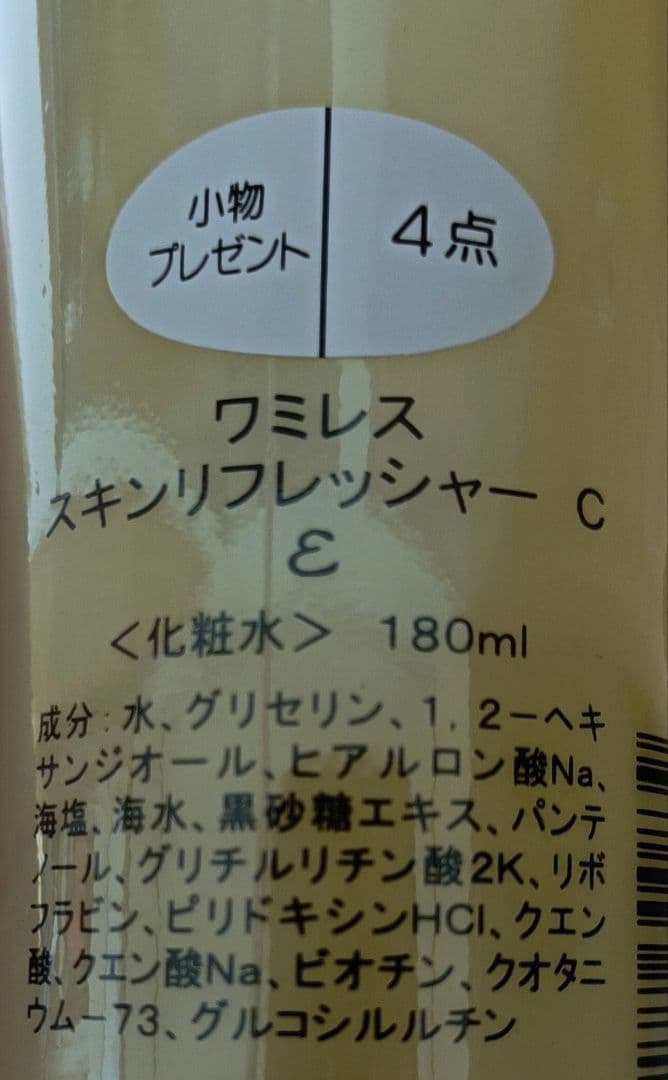 小物
プレゼント
4点
ワミレス
スキンリフレッシャー C
ε
<化粧水> 180ml
成分:水、グリセリン、1,2ーヘキ
サンジオール、ヒアルロン酸Na、
海塩、海水、黒砂糖エキス、パンテ
ノール、グリチルリチン酸2K、リボ
フラビン、ピリドキシンHCl、クエン
酸、クエン酸Na、ビオチン、クオタニ
ウムー73、グルコシルルチン